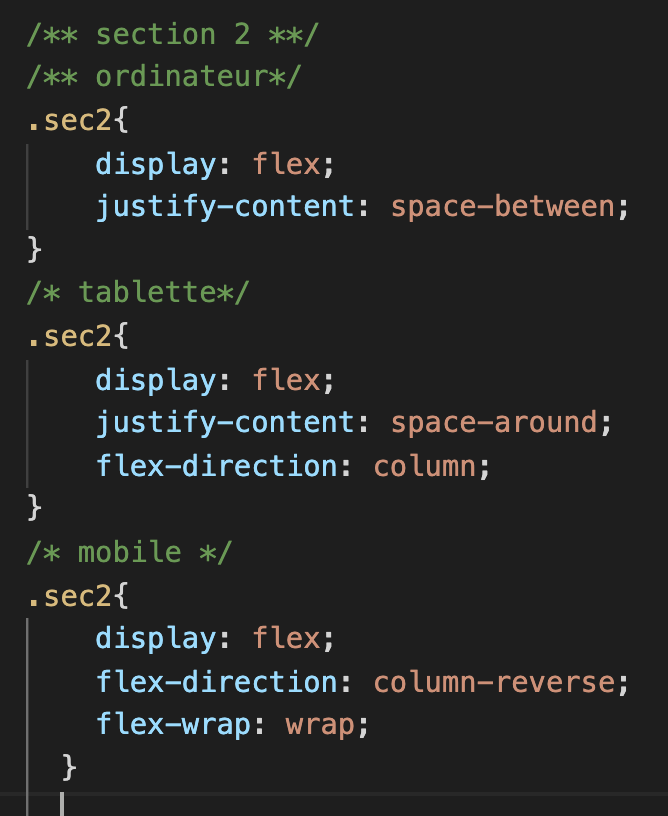 /** section 2 **/
/** ordinateur*/
.sec2{
    display: flex;
    justify-content: space-between;
}
/* tablette*/
.sec2{
    display: flex;
    justify-content: space-around;
    flex-direction: column;
}
/* mobile */
.sec2{
    display: flex;
    flex-direction: column-reverse;
    flex-wrap: wrap;
  }